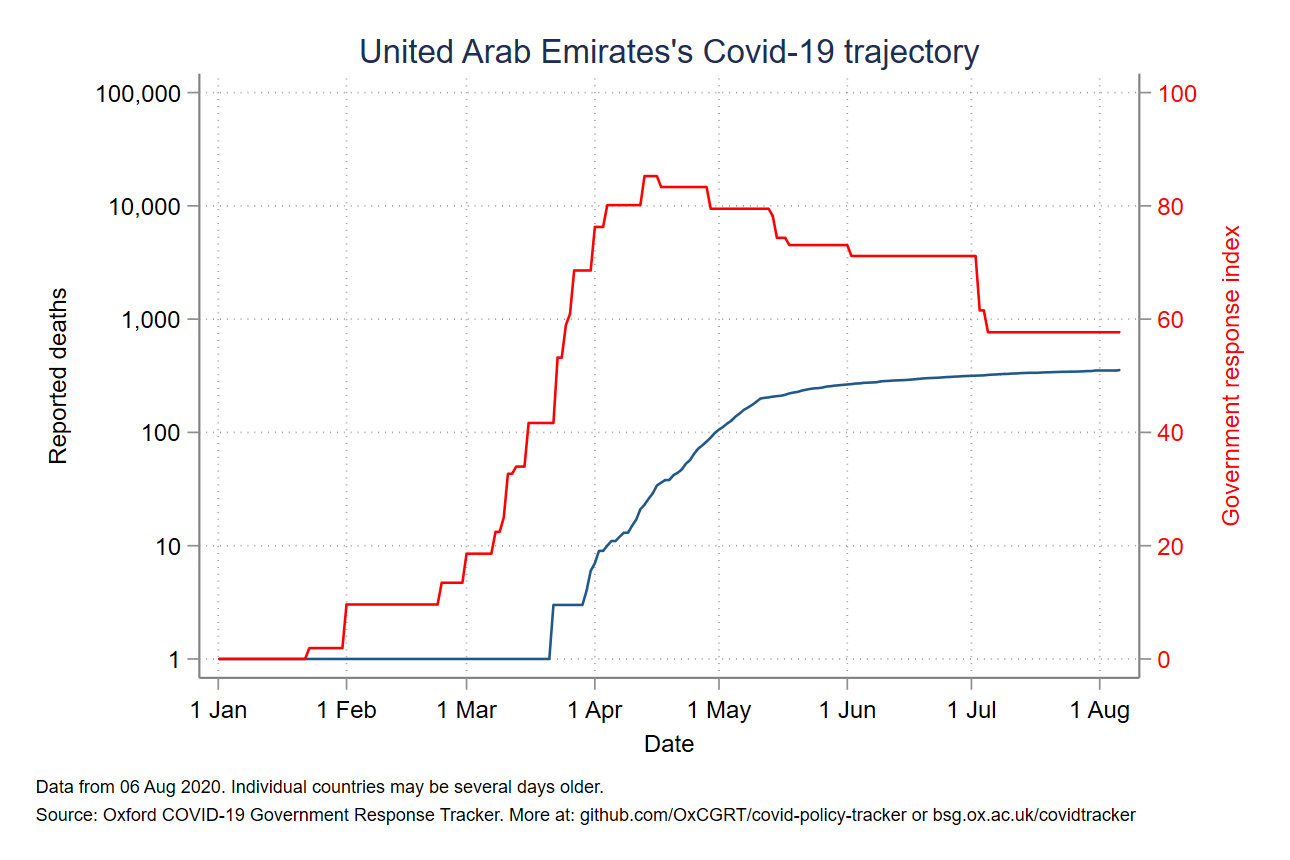 United Arab Emirates's Covid-19 trajectory
100,000
10,000
1,000
100
10
1
Reported deaths
100
80
60
40
20
0
Government response index
1 Jan 1 Feb 1 Mar 1 Apr 1 May 1 Jun 1 Jul 1 Aug
Date
Data from 06 Aug 2020. Individual countries may be several days older.
Source: Oxford COVID-19 Government Response Tracker. More at: github.com/OxCGRT/covid-policy-tracker or bsg.ox.ac.uk/covidtracker